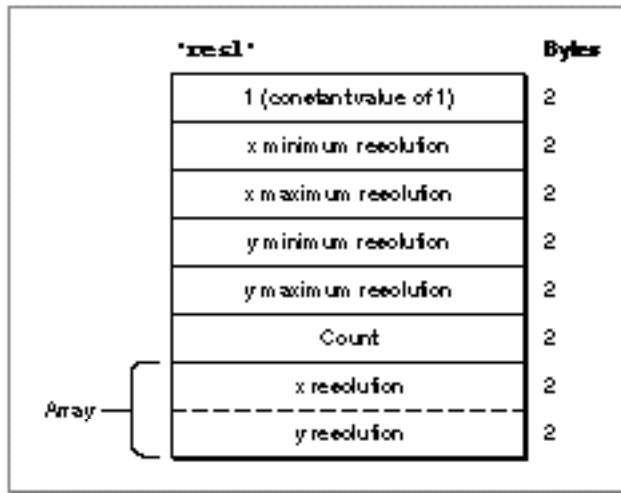 'resl' Bytes
1 (constant value of 1) 2
x minimum resolution 2
x maximum resolution 2
y minimum resolution 2
y maximum resolution 2
Count 2
x resolution 2
Array
y resolution 2